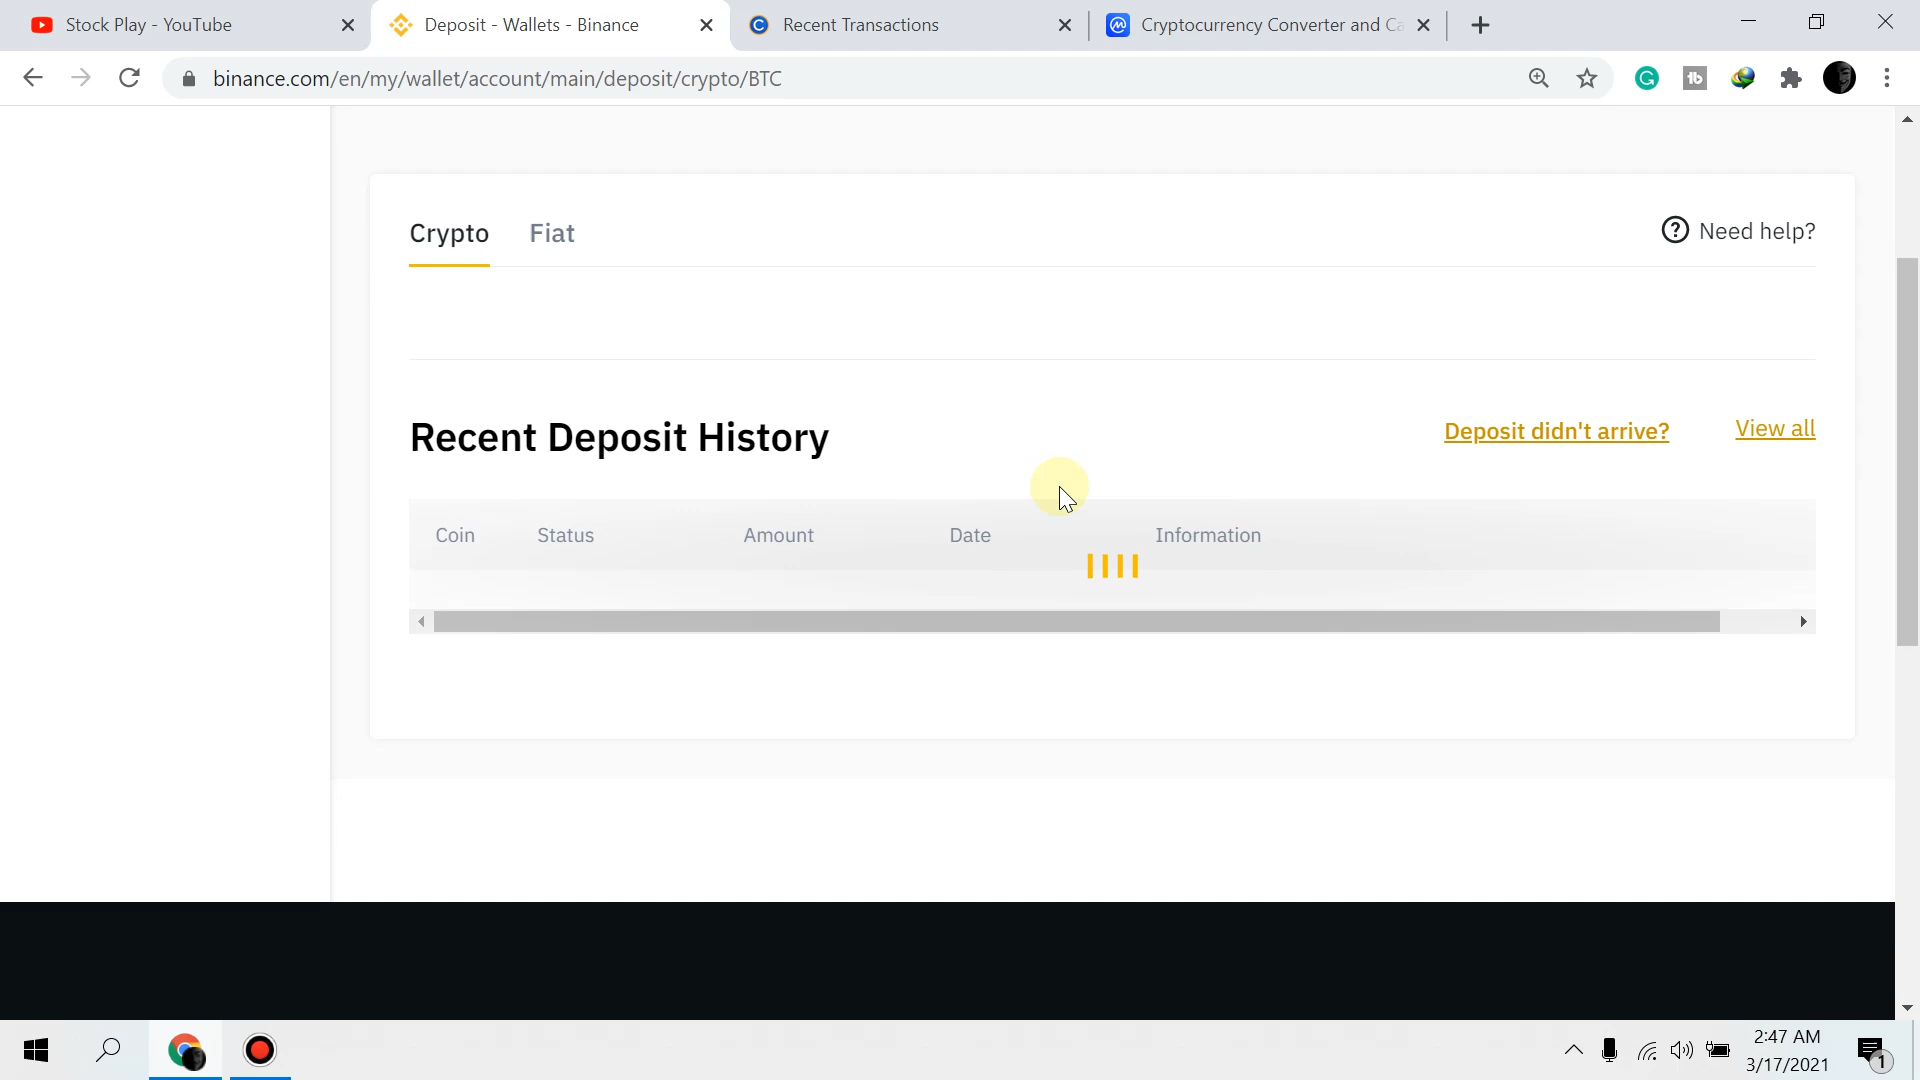 Stock Play - YouTube
Deposit - Wallets - Binance
Recent Transactions
Cryptocurrency Converter and Ca
binance.com/en/my/wallet/account/main/deposit/crypto/BTC
Crypto
Fiat
Need help?
Recent Deposit History
Deposit didn't arrive?
View all
Coin
Status
Amount
Date
Information
2:47 AM
3/17/2021
1